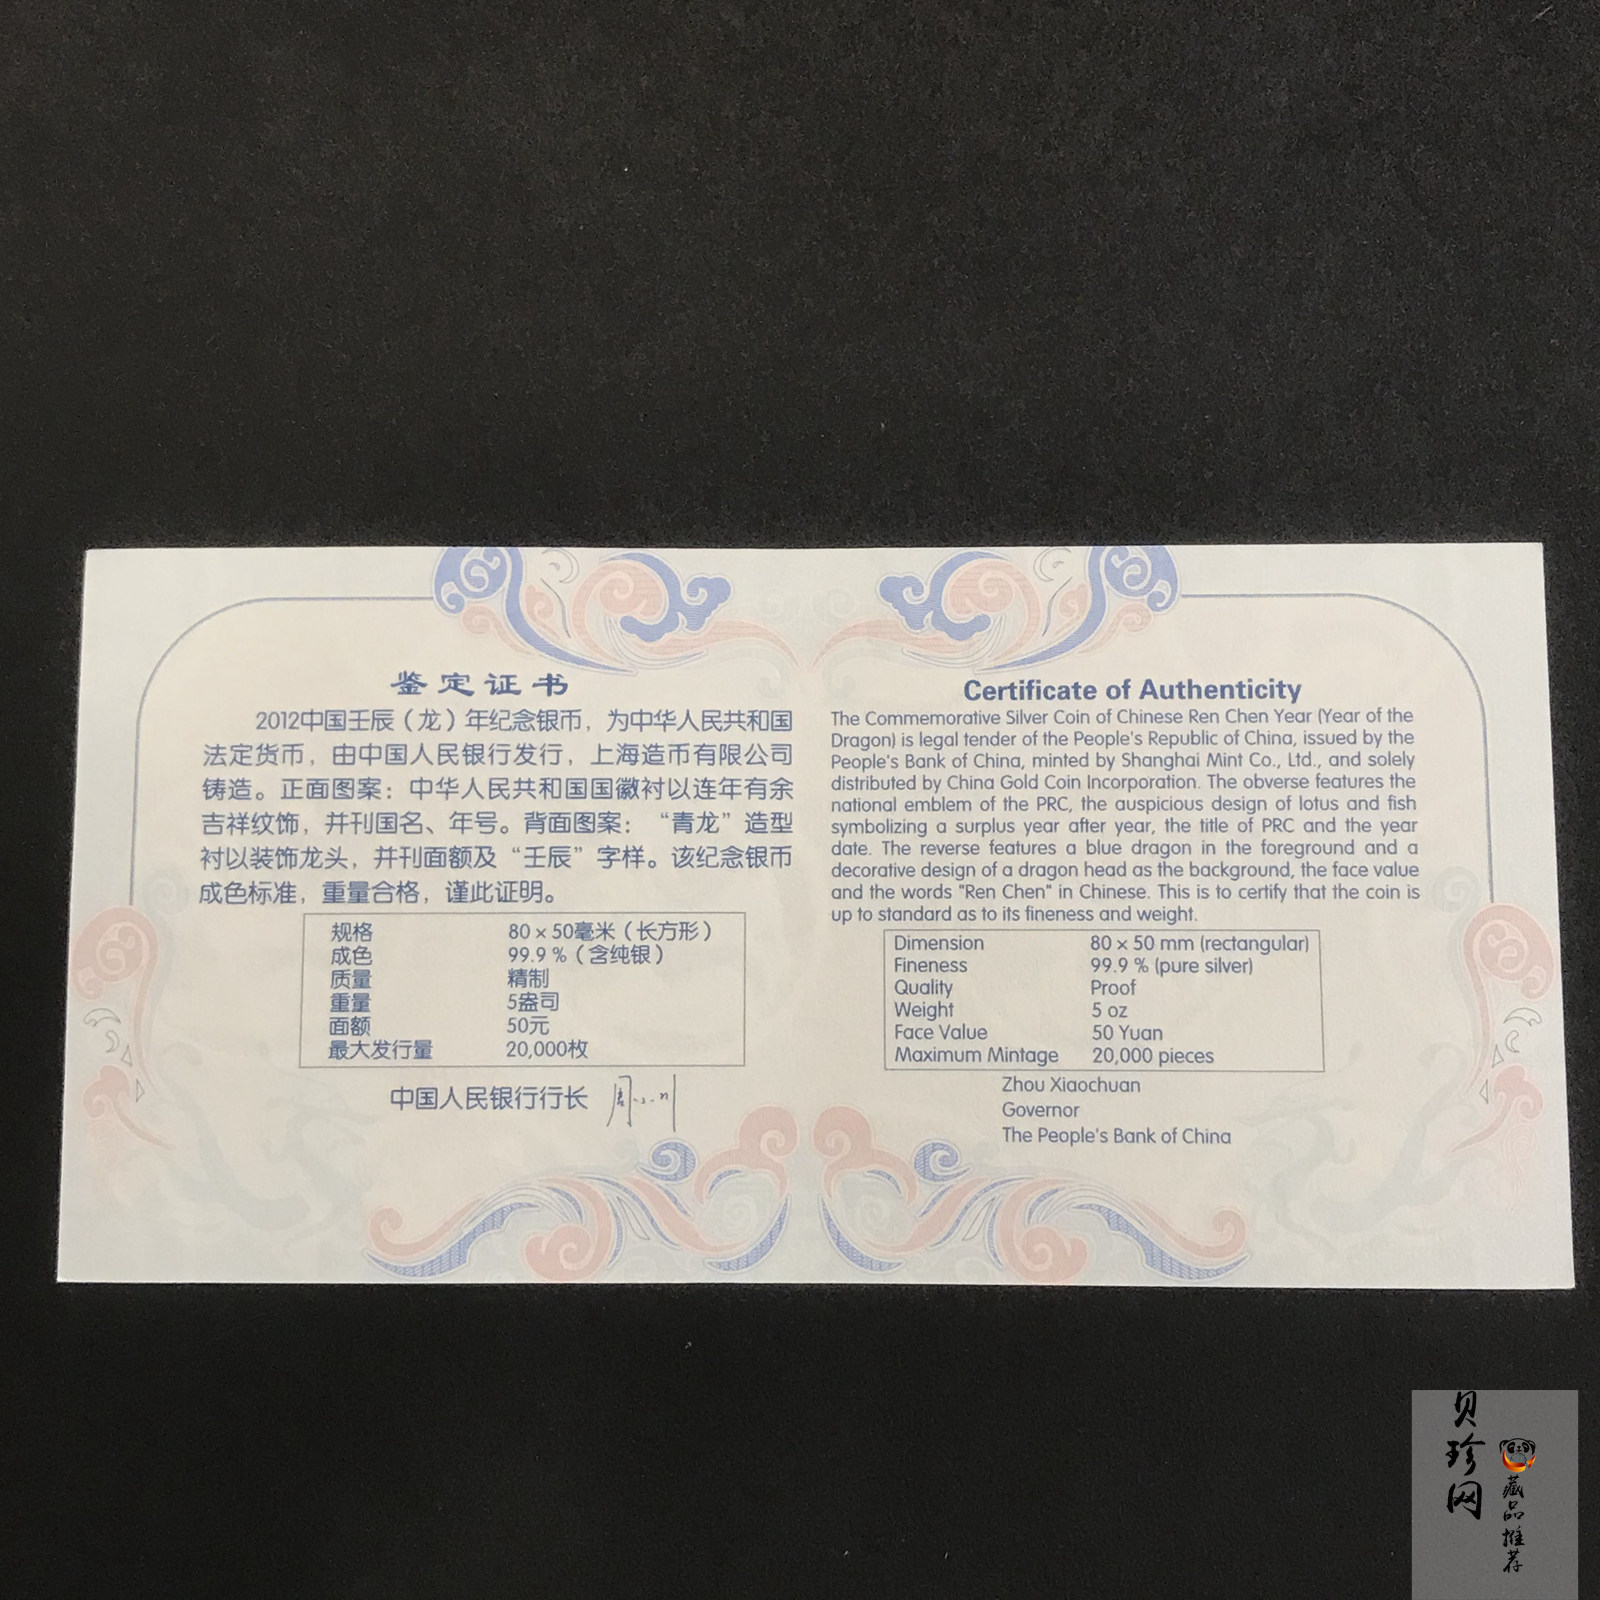 鉴定证书
2012中国壬辰（龙）年纪念银币，为中华人民共和国
法定货币，由中国人民银行发行，上海造币有限公司
铸造。正面图案：中华人民共和国国徽衬以连年有余
吉祥纹饰，并刊国名、年号。背面图案：“青龙”造型
衬以装饰龙头，并刊面额及“壬辰”字样。该纪念银币
成色标准，重量合格，谨此证明。
规格 80×50毫米（长方形）
成色 99.9％（含纯银）
质量 精制
重量 5盎司
面额 50元
最大发行量 20,000枚
中国人民银行行长 周小川
Certificate of Authenticity
The Commemorative Silver Coin of Chinese Ren Chen Year (Year of the
Dragon) is legal tender of the People's Republic of China, issued by the
People's Bank of China, minted by Shanghai Mint Co., Ltd., and solely
distributed by China Gold Coin Incorporation. The obverse features the
national emblem of the PRC, the auspicious design of lotus and fish
symbolizing a surplus year after year, the title of PRC and the year
date. The reverse features a blue dragon in the foreground and a
decorative design of a dragon head as the background, the face value
and the words "Ren Chen" in Chinese. This is to certify that the coin is
up to standard as to its fineness and weight.
Dimension 80 × 50 mm (rectangular)
Fineness 99.9 % (pure silver)
Quality Proof
Weight 5 oz
Face Value 50 Yuan
Maximum Mintage 20,000 pieces
Zhou Xiaochuan
Governor
The People's Bank of China
贝珍网
藏品推荐